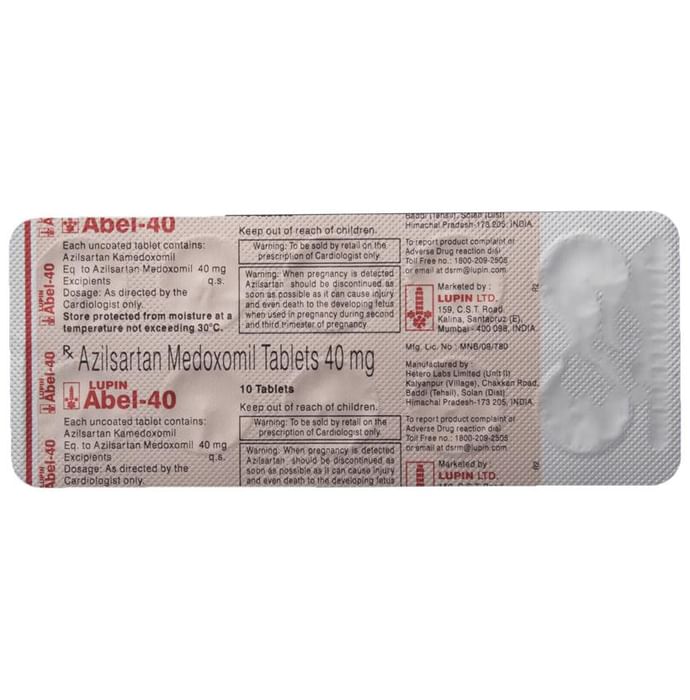 LUPIN
Abel-40
LUPIN
Abel-40
LUPIN
Abel-40
Abel-40
Each uncoated tablet contains:
Azilsartan Kamedoxomil
Eq. to Azilsartan Medoxomil 40 mg
Excipients q.s.
Dosage: As directed by the
Cardiologist only.
Store protected from moisture at a
temperature not exceeding 30°C.
Keep out of reach of children.
Warning: To be sold by retail on the
prescription of Cardiologist only.
Warning: When pregnancy is detected
Azilsartan should be discontinued as
soon as possible as it can cause injury
and even death to the developing fetus
when used in pregnancy during second
and third trimester of pregnancy.
Baddi (Tehsil), Solan (Dist)
Himachal Pradesh-173 205, INDIA.
To report product complaint or
Adverse Drug reaction dial
Toll Free no.: 1800-209-2505
or email at dsrm@lupin.com
Marketed by :
LUPIN LTD.
159, C.S.T. Road,
Kalina, Santacruz (E),
Mumbai - 400 098, INDIA.
Rx Azilsartan Medoxomil Tablets 40 mg
LUPIN
Abel-40
10 Tablets
Keep out of reach of children.
Each uncoated tablet contains:
Azilsartan Kamedoxomil
Eq. to Azilsartan Medoxomil 40 mg
Excipients q.s.
Dosage: As directed by the
Cardiologist only.
Warning: To be sold by retail on the
prescription of Cardiologist only.
Warning: When pregnancy is detected
Azilsartan should be discontinued as
soon as possible as it can cause injury
and even death to the developing fetus
Mfg. Lic. No.: MNB/09/780
Manufactured by :
Hetero Labs Limited (Unit II)
Kalyanpur (Village), Chakkan Road,
Baddi (Tehsil), Solan (Dist)
Himachal Pradesh-173 205, INDIA.
To report product complaint or
Adverse Drug reaction dial
Toll Free no.: 1800-209-2505
or email at dsrm@lupin.com
Marketed by :
LUPIN LTD.